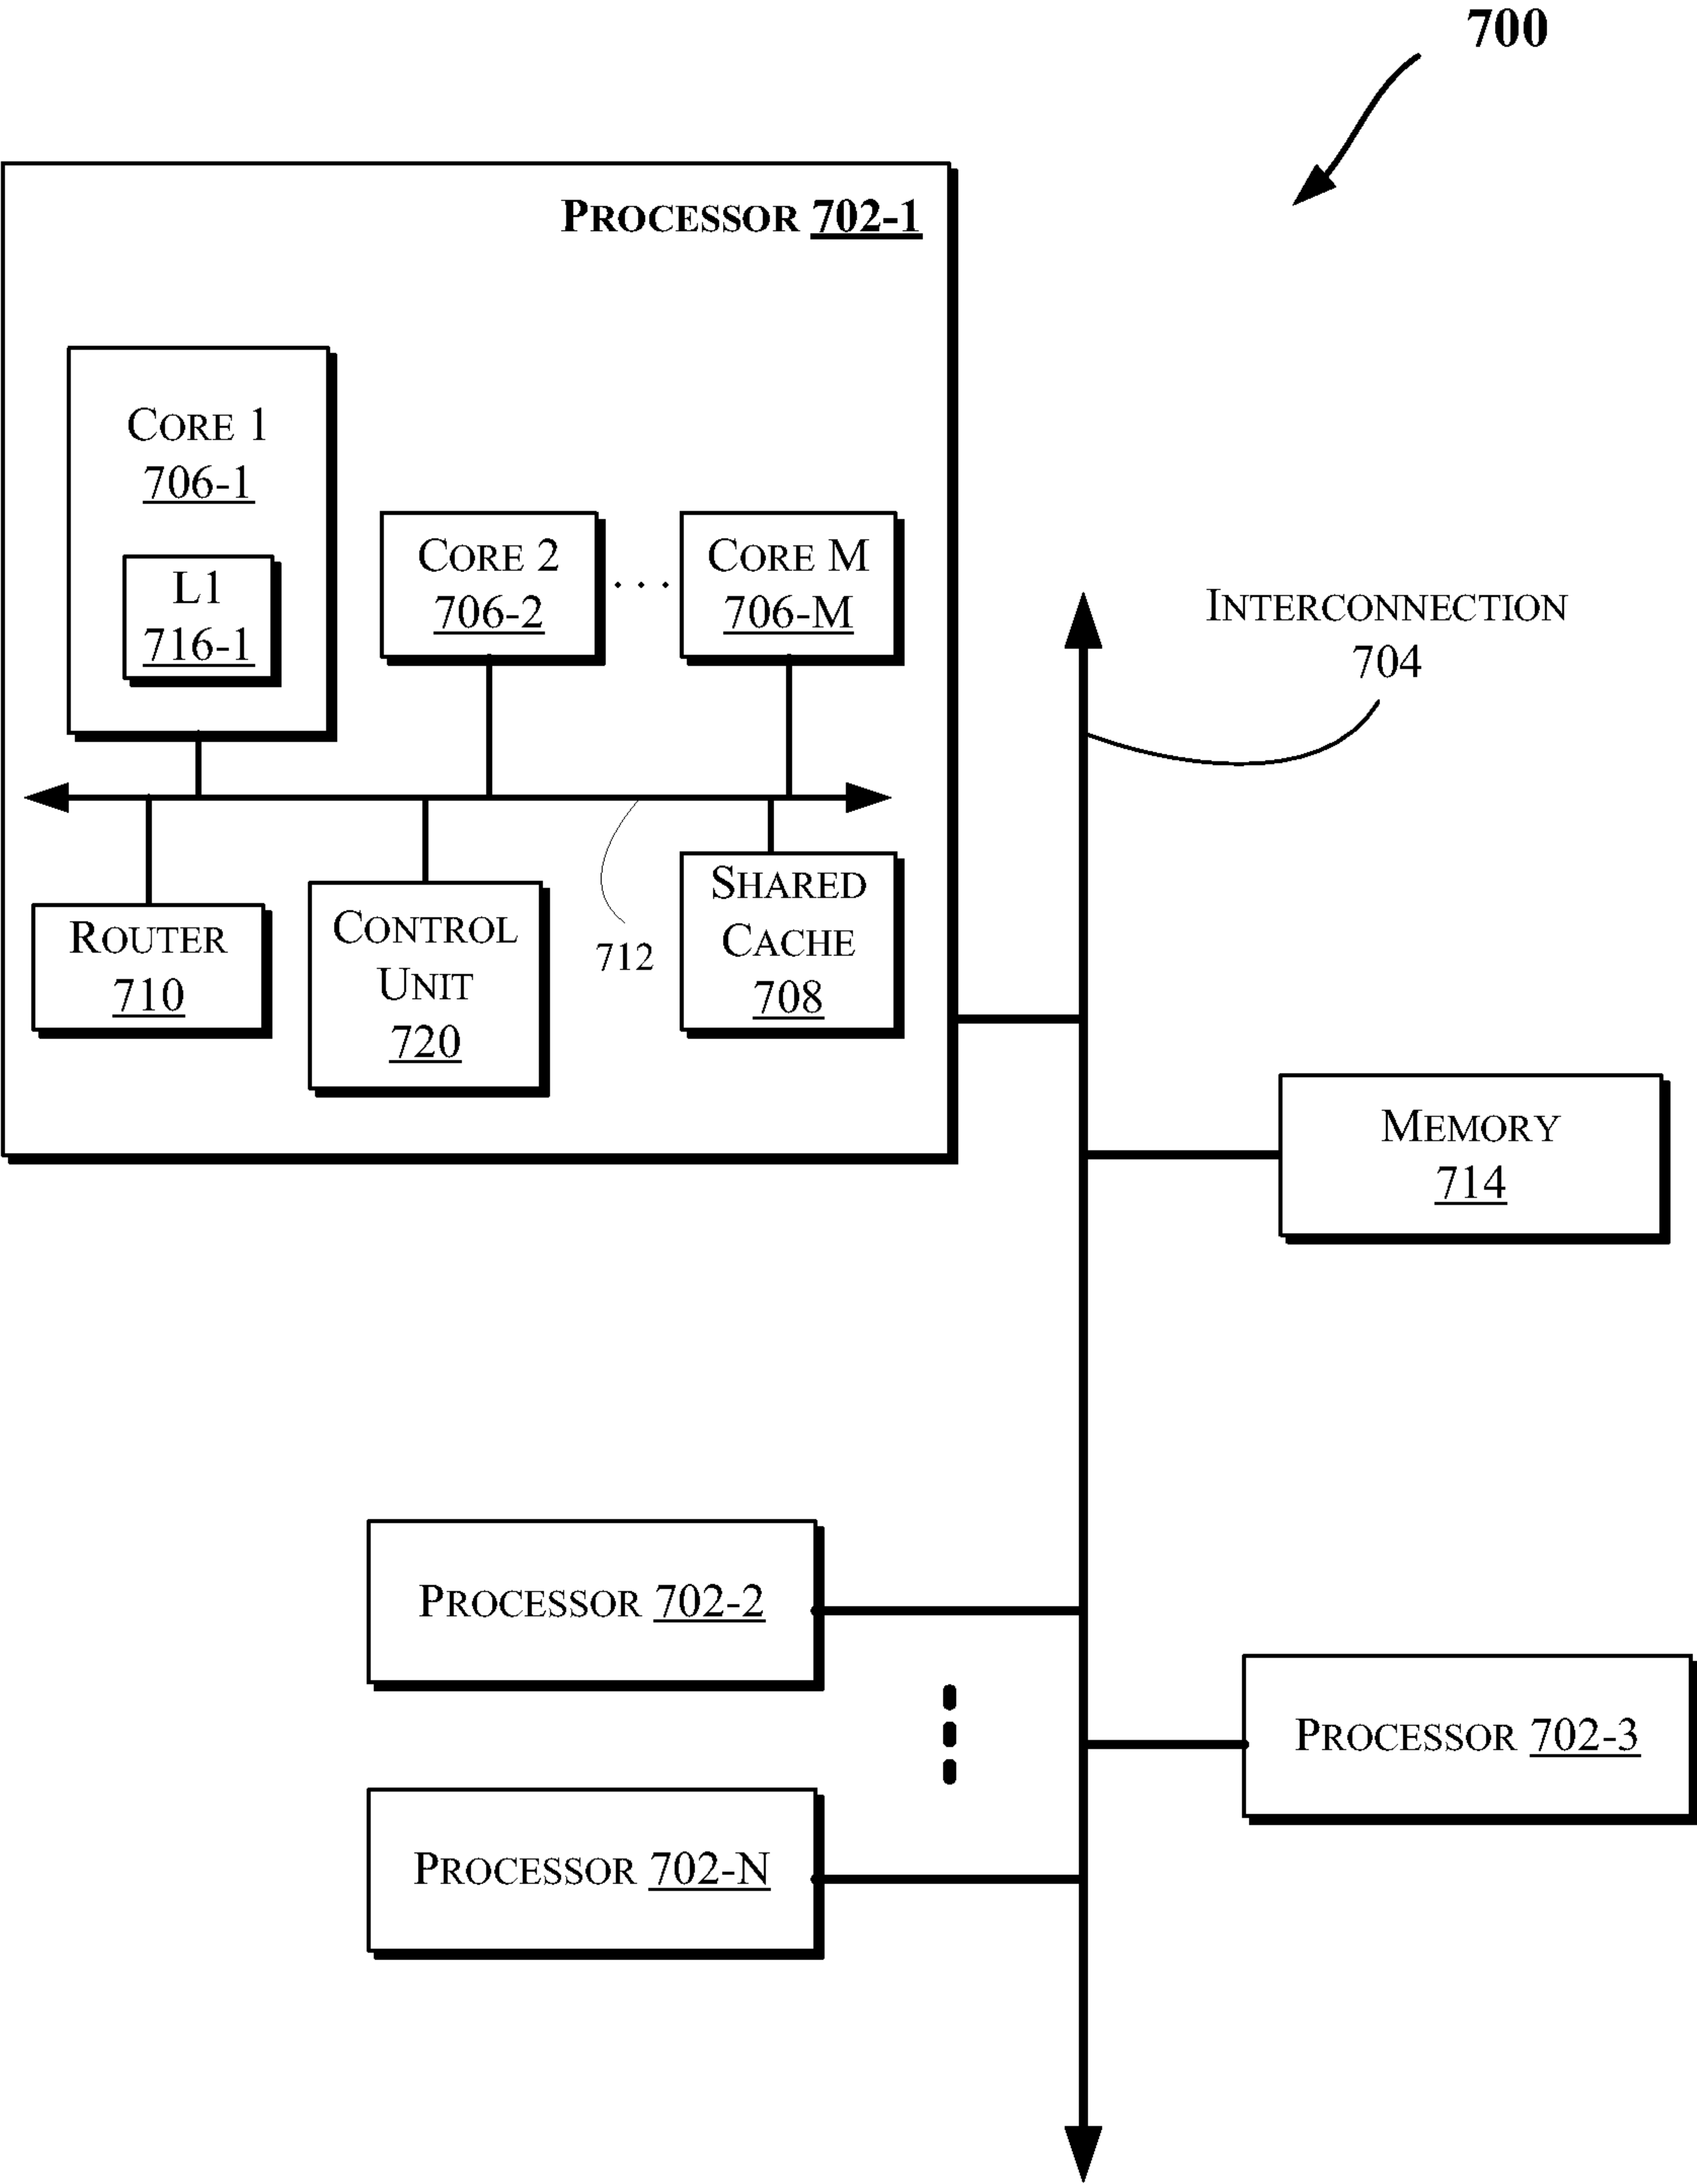 700
PROCESSOR 702-1
CORE 1
706-1
L1
716-1
CORE 2
706-2
. . .
CORE M
706-M
INTERCONNECTION
704
ROUTER
710
CONTROL
UNIT
720
712
SHARED
CACHE
708
MEMORY
714
PROCESSOR 702-2
PROCESSOR 702-3
PROCESSOR 702-N